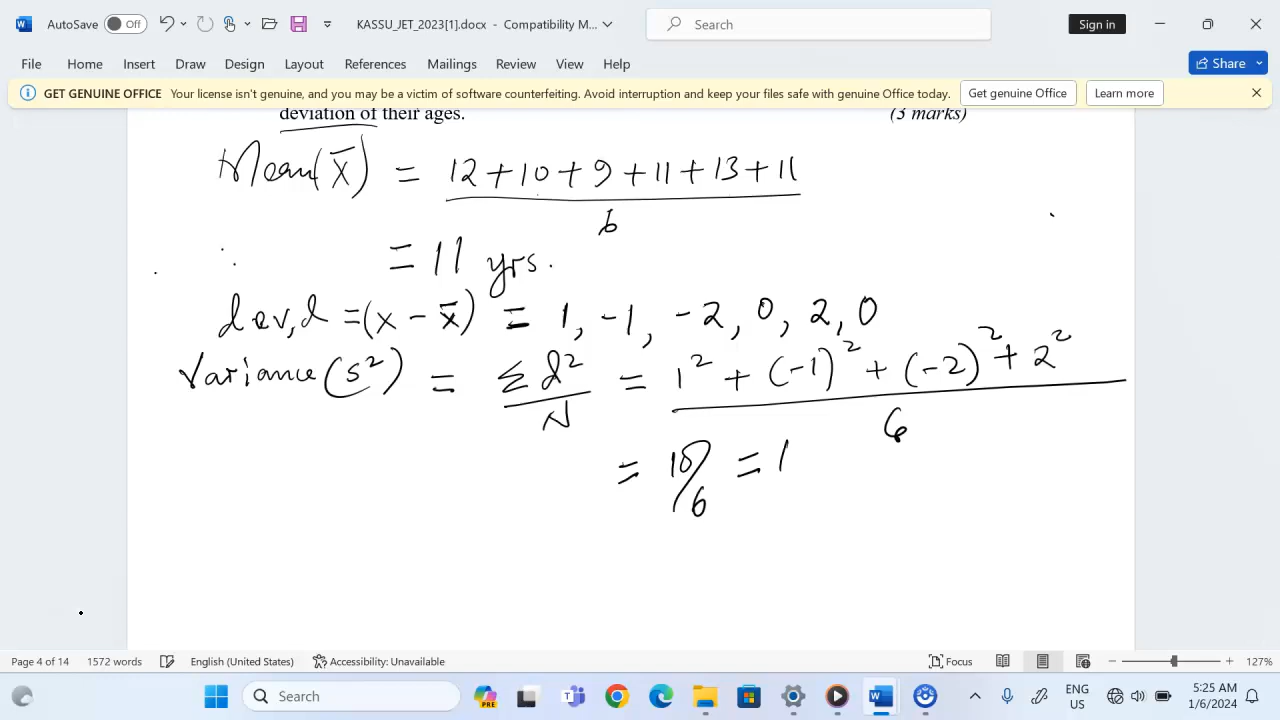 AutoSave Off KASSU JET 2023[1].docx - Compatibility M... Search Sign in
File Home Insert Draw Design Layout References Mailings Review View Help Share
GET GENUINE OFFICE Your license isn't genuine, and you may be a victim of software counterfeiting. Avoid interruption and keep your files safe with genuine Office today. Get genuine Office Learn more
deviation of their ages. (3 marks)
Mean(x̄) = 12+10+9+11+13+11
6
= 11 yrs.
dev, d =(x - x̄) = 1, -1, -2, 0, 2, 0
Variance (s²) = Σd²/N = 1² + (-1)² + (-2)² + 2²
6
= 10/6 = 1
Page 4 of 14 1572 words English (United States) Accessibility: Unavailable Focus 127%
Search PRE ENG US 5:25 AM 1/6/2024